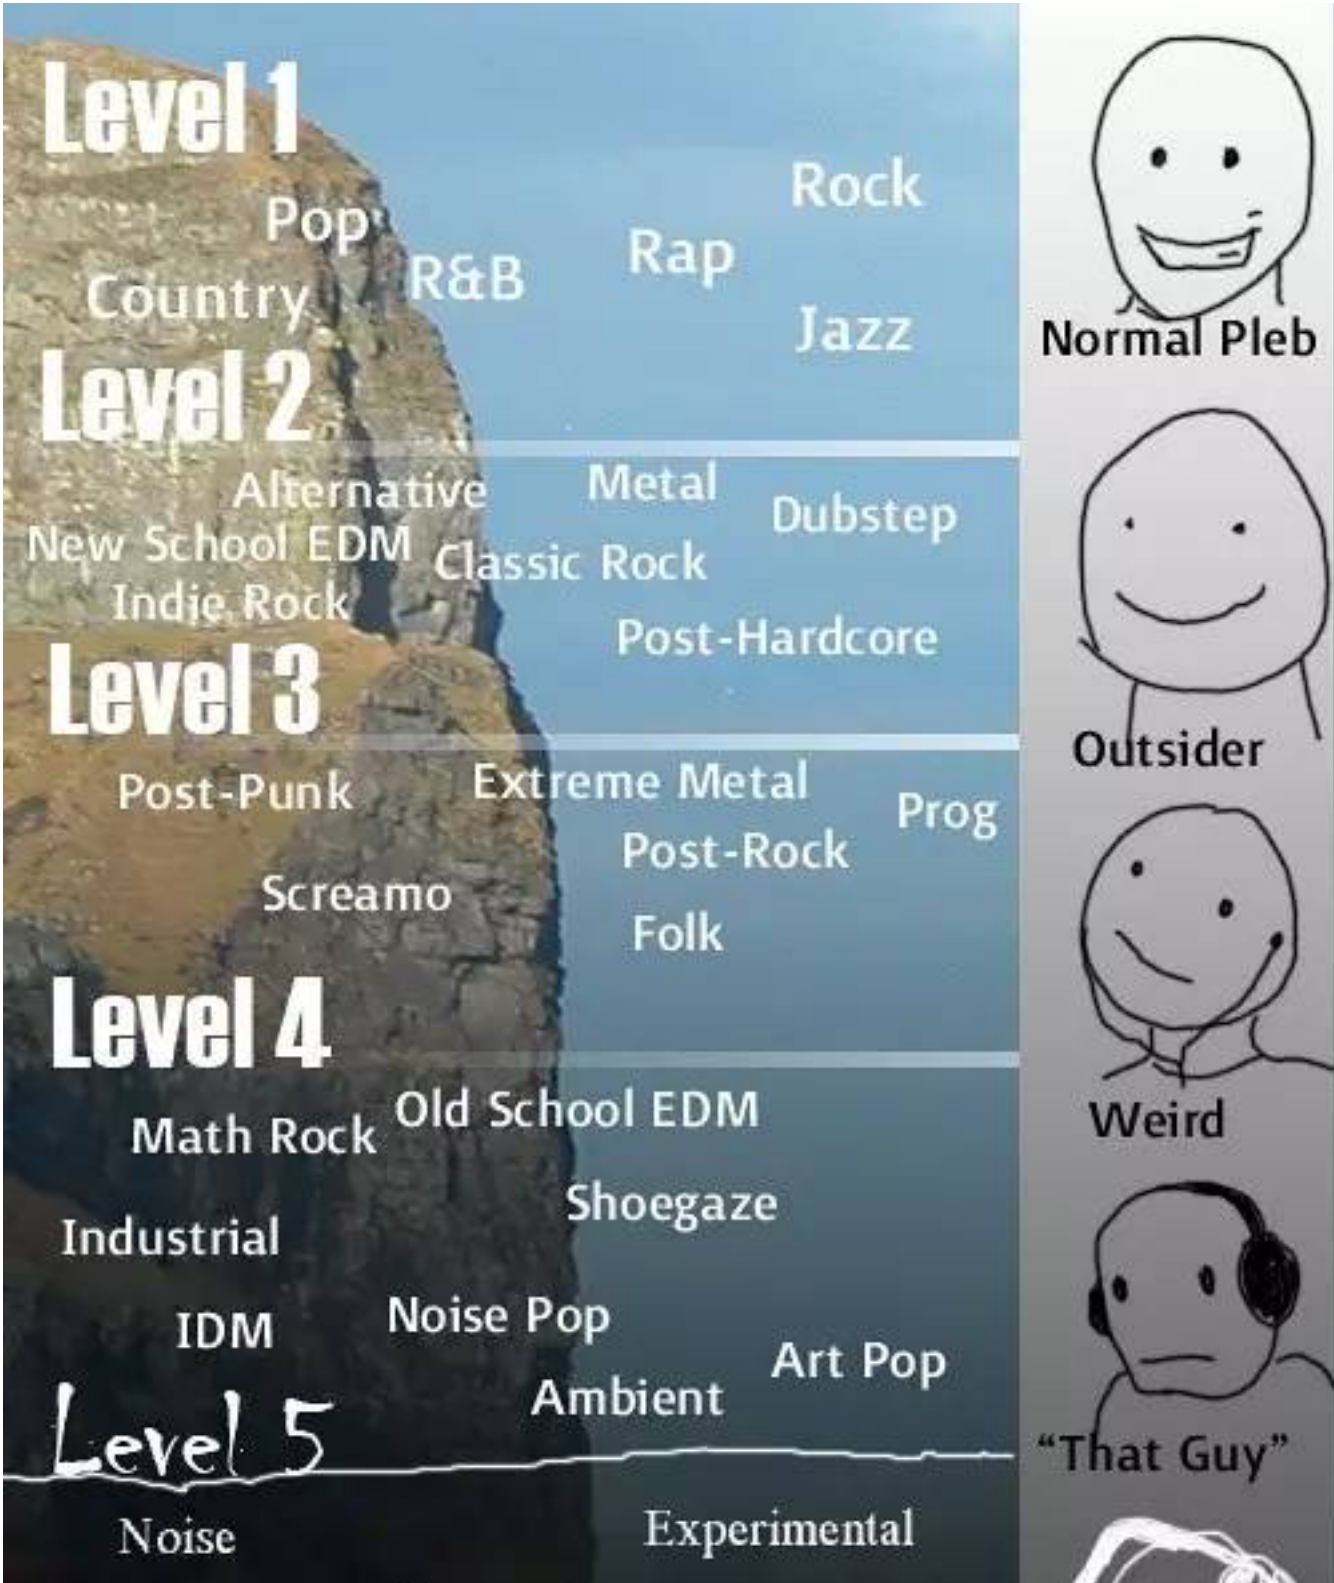 Level 1
Rock
Pop
Rap
R&B
Country
Jazz
Normal Pleb
Level 2
Alternative
Metal
Dubstep
New School EDM
Classic Rock
Indie Rock
Post-Hardcore
Outsider
Level 3
Post-Punk
Extreme Metal
Prog
Post-Rock
Screamo
Folk
Weird
Level 4
Old School EDM
Math Rock
Shoegaze
Industrial
Noise Pop
IDM
Art Pop
Ambient
"That Guy"
Level 5
Noise
Experimental